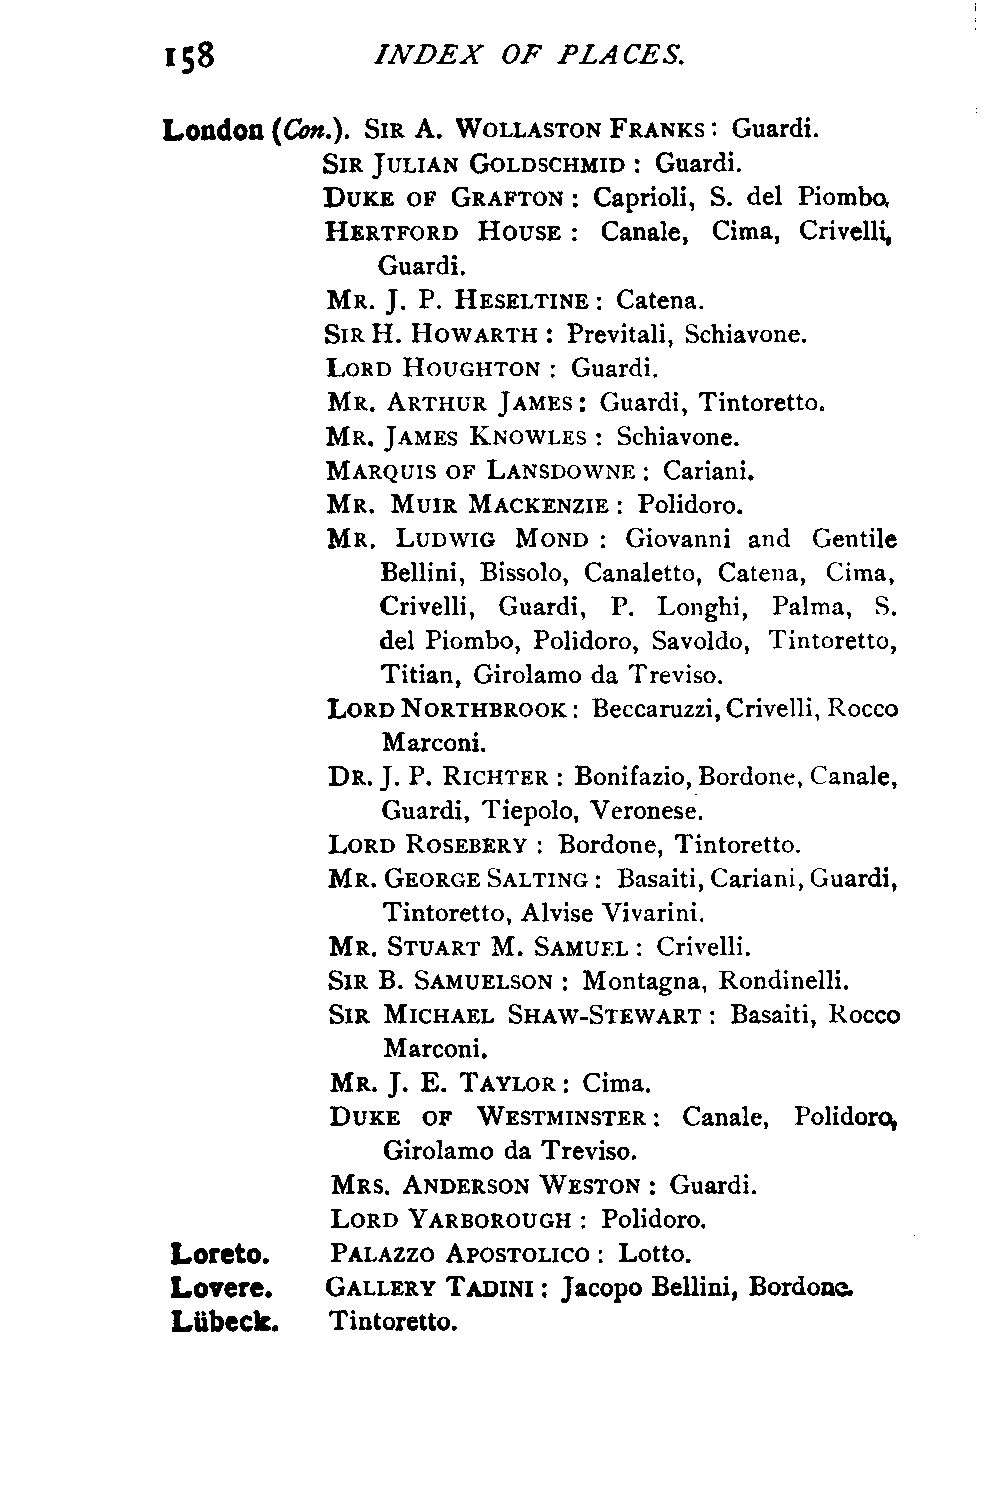 158 INDEX OF PLACES.
London (Con.). SIR A. WOLLASTON FRANKS: Guardi.
SIR JULIAN GOLDSCHMID: Guardi.
DUKE OF GRAFTON: Caprioli, S. del Piombo,
HERTFORD HOUSE: Canale, Cima, Crivelli,
Guardi.
MR. J. P. HESELTINE: Catena.
SIR H. HOWARTH: Previtali, Schiavone.
LORD HOUGHTON: Guardi.
MR. ARTHUR JAMES: Guardi, Tintoretto.
MR. JAMES KNOWLES: Schiavone.
MARQUIS OF LANSDOWNE: Cariani.
MR. MUIR MACKENZIE: Polidoro.
MR. LUDWIG MOND: Giovanni and Gentile
Bellini, Bissolo, Canaletto, Catena, Cima,
Crivelli, Guardi, P. Longhi, Palma, S.
del Piombo, Polidoro, Savoldo, Tintoretto,
Titian, Girolamo da Treviso.
LORD NORTHBROOK: Beccaruzzi, Crivelli, Rocco
Marconi.
DR. J. P. RICHTER: Bonifazio, Bordone, Canale,
Guardi, Tiepolo, Veronese.
LORD ROSEBERY: Bordone, Tintoretto.
MR. GEORGE SALTING: Basaiti, Cariani, Guardi,
Tintoretto, Alvise Vivarini.
MR. STUART M. SAMUEL: Crivelli.
SIR B. SAMUELSON: Montagna, Rondinelli.
SIR MICHAEL SHAW-STEWART: Basaiti, Rocco
Marconi.
MR. J. E. TAYLOR: Cima.
DUKE OF WESTMINSTER: Canale, Polidoro,
Girolamo da Treviso.
MRS. ANDERSON WESTON: Guardi.
LORD YARBOROUGH: Polidoro.
Loreto. PALAZZO APOSTOLICO: Lotto.
Lovere. GALLERY TADINI: Jacopo Bellini, Bordone.
Lübeck. Tintoretto.